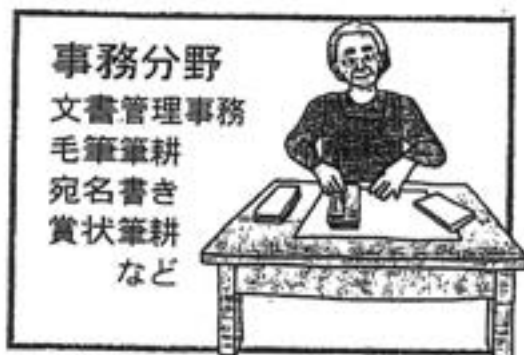 事務分野
文書管理事務
毛筆筆耕
宛名書き
賞状筆耕
など